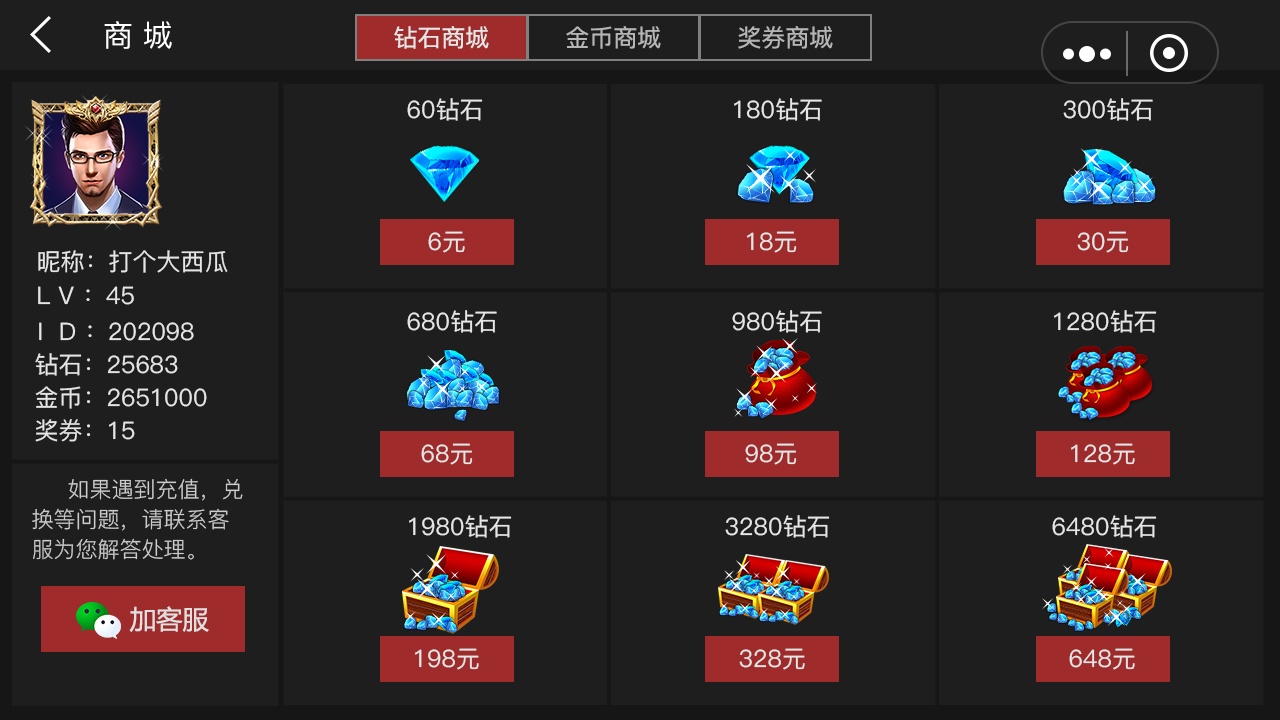 商 城
钻石商城
金币商城
奖券商城
昵称：打个大西瓜
L V ：45
I D ：202098
钻石：25683
金币：2651000
奖券：15
如果遇到充值，兑
换等问题，请联系客
服为您解答处理。
加客服
60钻石
6元
180钻石
18元
300钻石
30元
680钻石
68元
980钻石
98元
1280钻石
128元
1980钻石
198元
3280钻石
328元
6480钻石
648元